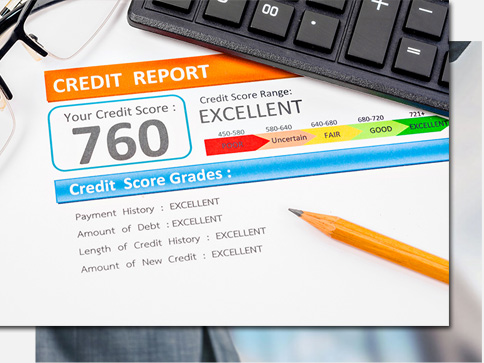 00
+
−
=
CREDIT REPORT
Your Credit Score :
760
Credit Score Range:
EXCELLENT
450-580 580-640 640-680 680-720 721+
Uncertain FAIR GOOD EXCELLENT
Credit Score Grades :
Payment History : EXCELLENT
Amount of Debt : EXCELLENT
Length of Credit History : EXCELLENT
Amount of New Credit : EXCELLENT